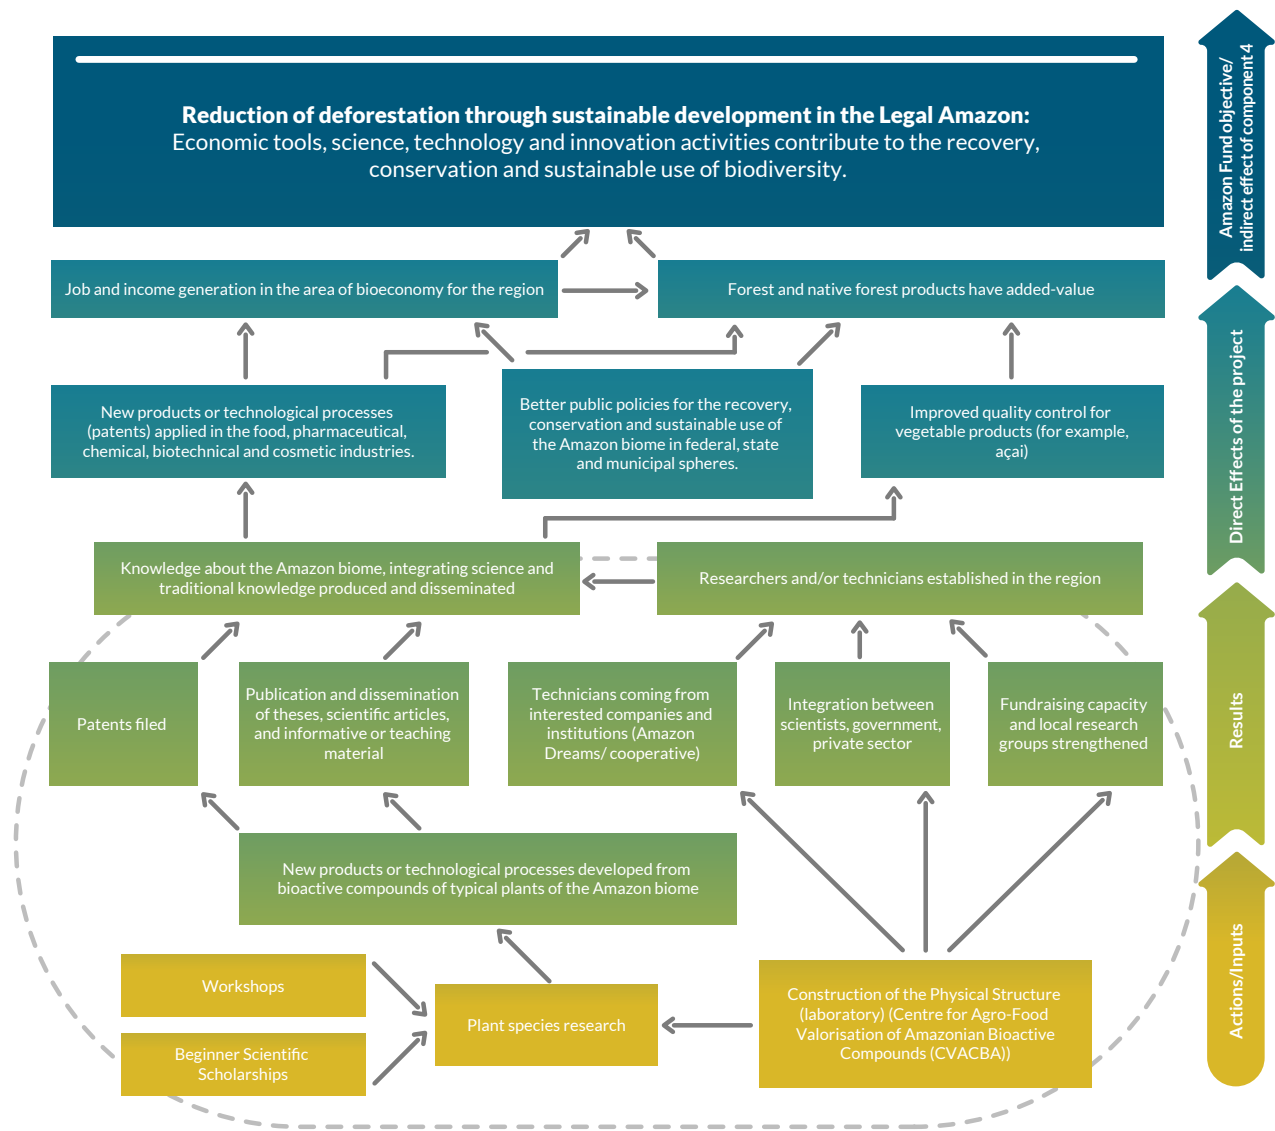 Reduction of deforestation through sustainable development in the Legal Amazon:
Economic tools, science, technology and innovation activities contribute to the recovery,
conservation and sustainable use of biodiversity.
Amazon Fund objective/
indirect effect of component 4
Job and income generation in the area of bioeconomy for the region
Forest and native forest products have added-value
New products or technological processes
(patents) applied in the food, pharmaceutical,
chemical, biotechnical and cosmetic industries.
Better public policies for the recovery,
conservation and sustainable use of
the Amazon biome in federal, state
and municipal spheres.
Improved quality control for
vegetable products (for example,
açai)
Direct Effects of the project
Knowledge about the Amazon biome, integrating science and
traditional knowledge produced and disseminated
Researchers and/or technicians established in the region
Patents filed
Publication and dissemination
of theses, scientific articles,
and informative or teaching
material
Technicians coming from
interested companies and
institutions (Amazon
Dreams/ cooperative)
Integration between
scientists, government,
private sector
Fundraising capacity
and local research
groups strengthened
Results
New products or technological processes developed from
bioactive compounds of typical plants of the Amazon biome
Workshops
Beginner Scientific
Scholarships
Plant species research
Construction of the Physical Structure
(laboratory) (Centre for Agro-Food
Valorisation of Amazonian Bioactive
Compounds (CVACBA))
Actions/Inputs